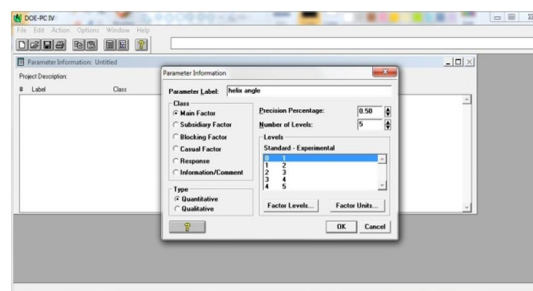 DOE-PC IV
File Edit Action Options Window Help
Parameter Information: Untitled
Project Description:
# Label Class
Parameter Information
Parameter Label: helix angle
Class
Main Factor
Subsidiary Factor
Blocking Factor
Casual Factor
Response
Information/Comment
Type
Quantitative
Qualitative
Precision Percentage: 0.50
Number of Levels: 5
Levels
Standard - Experimental
0 1
1 2
2 3
3 4
4 5
Factor Levels...
Factor Units...
?
OK
Cancel